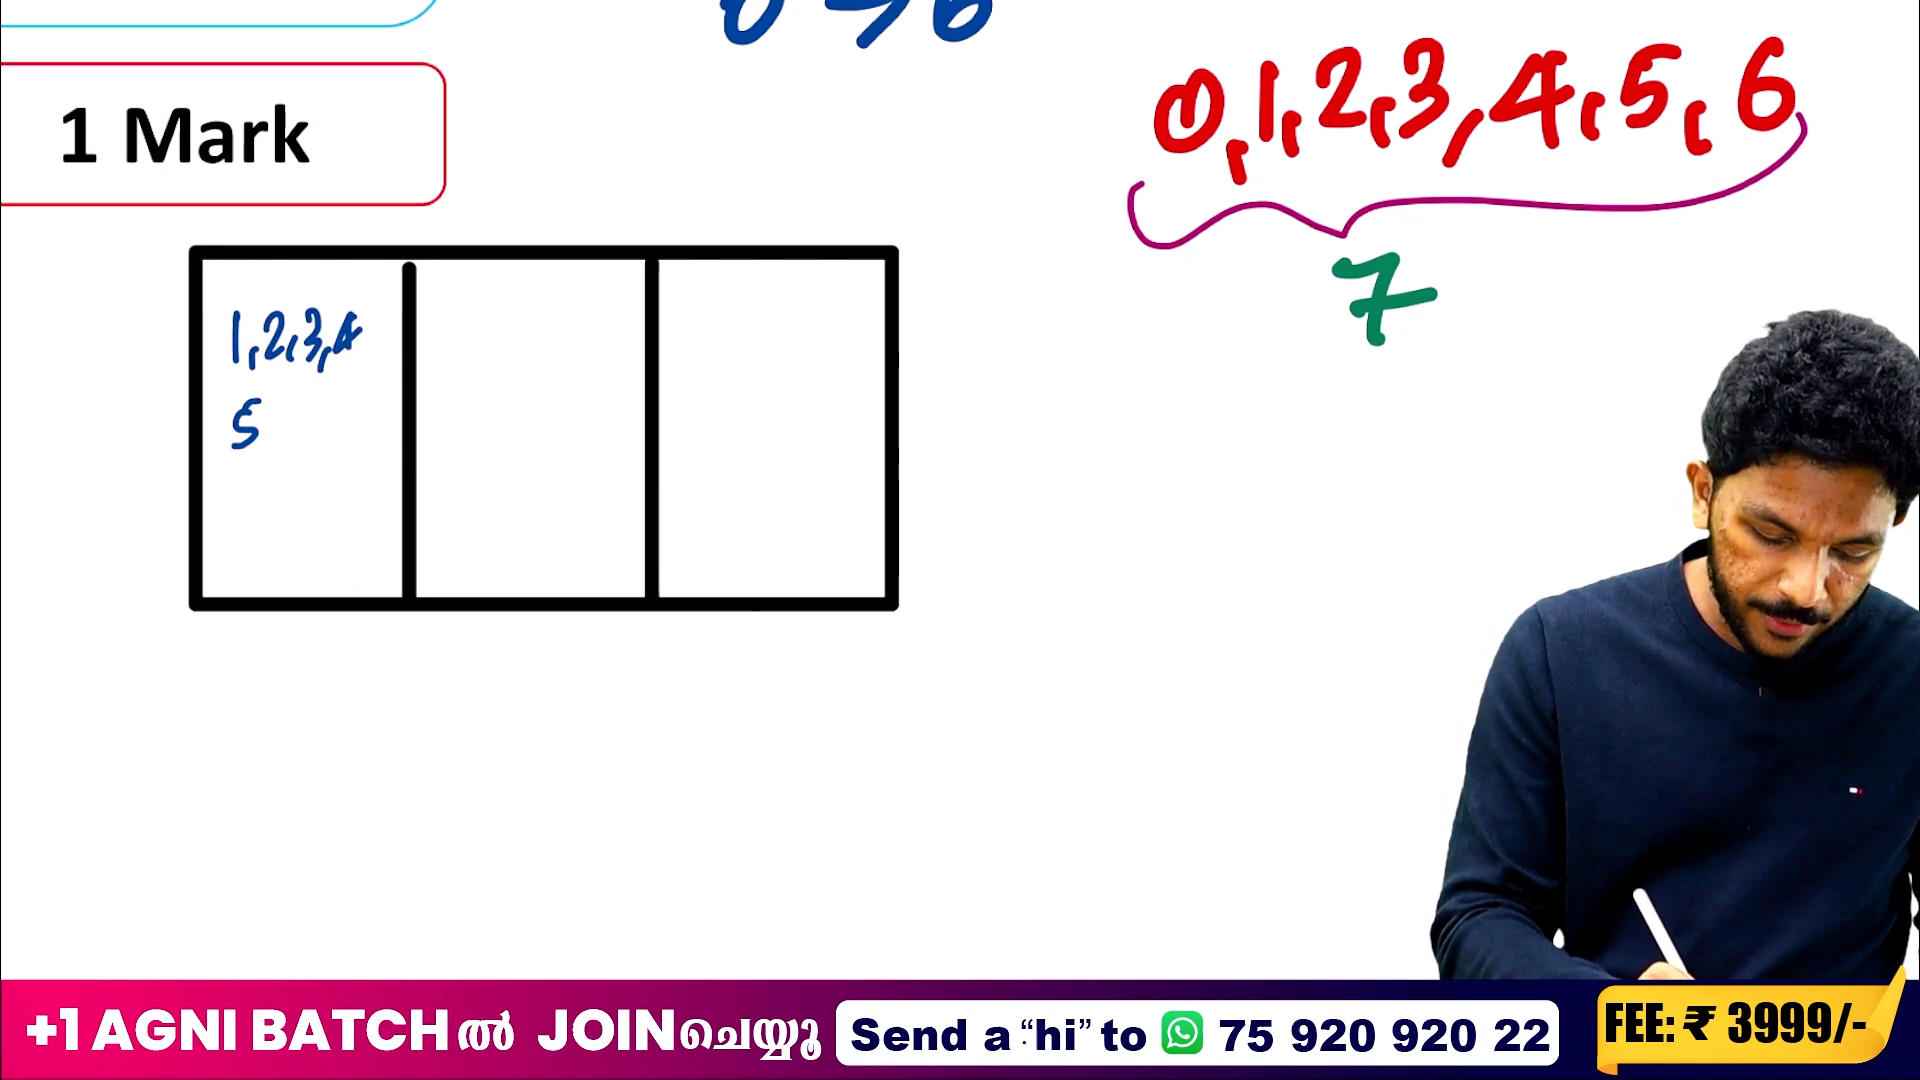 0,1,2,3,4,5,6
1 Mark
7
1,2,3,4
5
+1 AGNI BATCH ൽ JOIN ചെയ്യൂ
Send a “hi” to 75 920 920 22
FEE: ₹ 3999/-